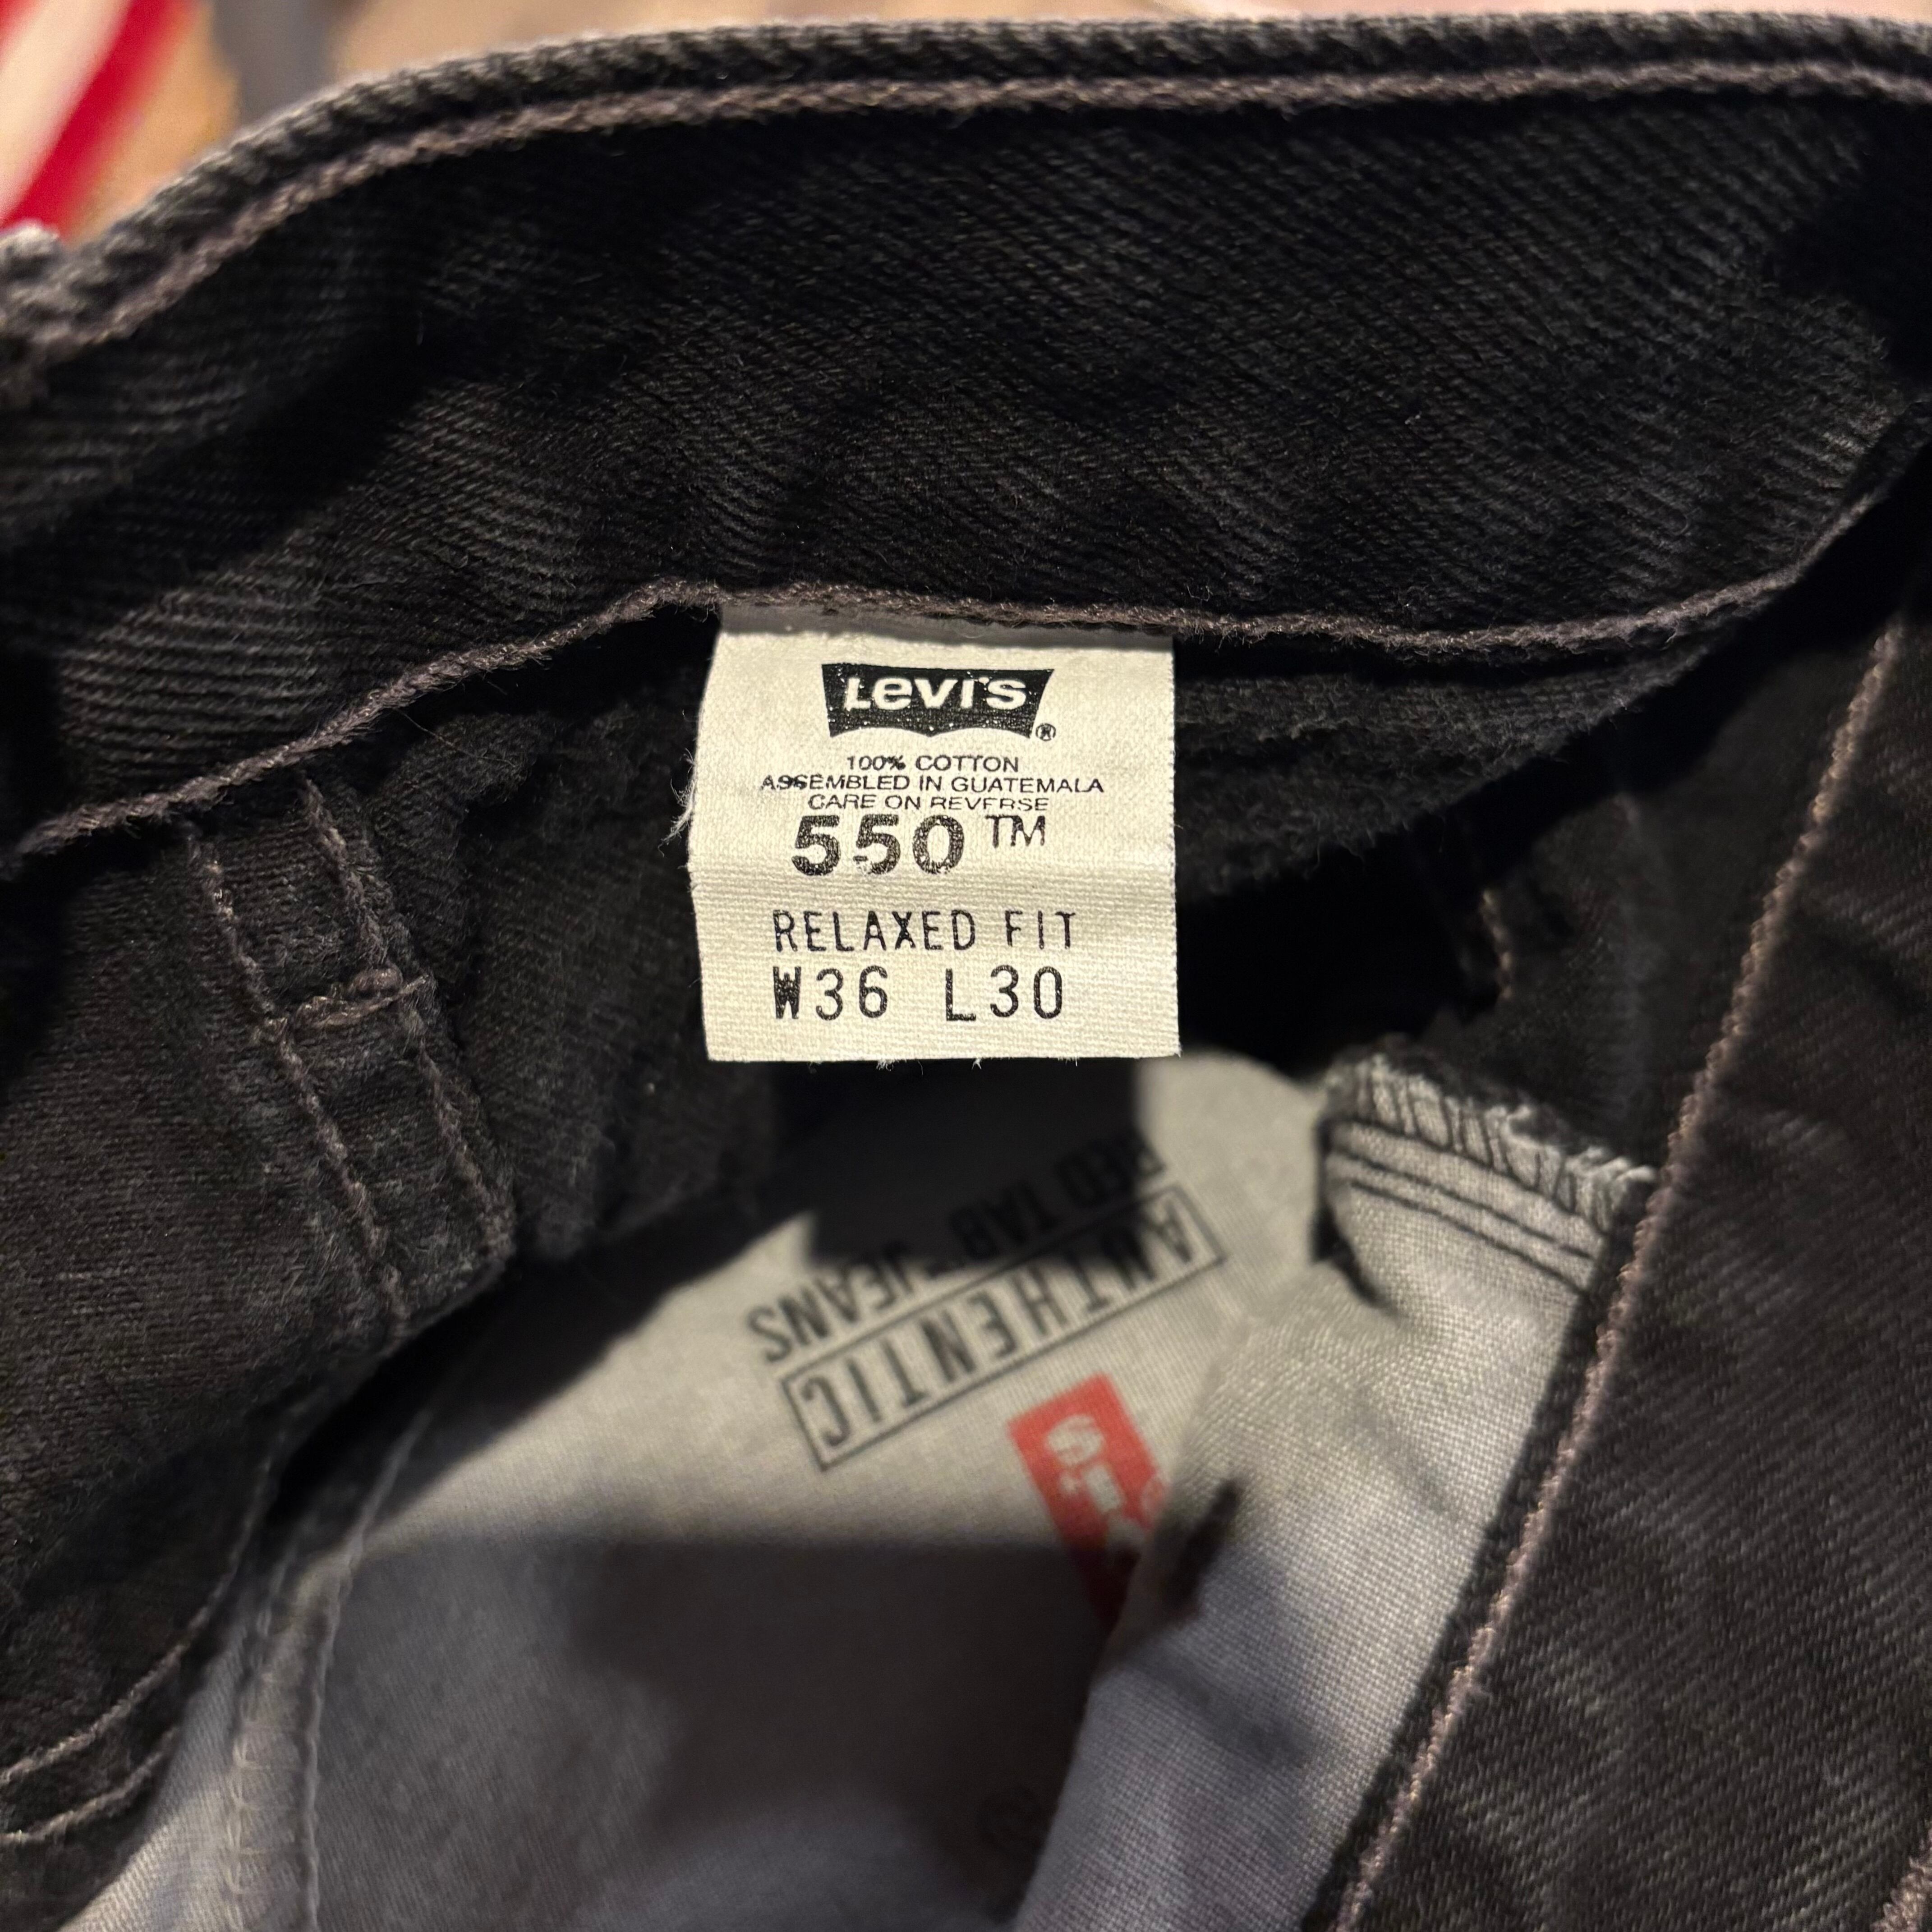 Levi's®
100% COTTON
ASSEMBLED IN GUATEMALA
CARE ON REVERSE
550™
RELAXED FIT
W36 L30
AUTHENTIC
RED TAB JEANS